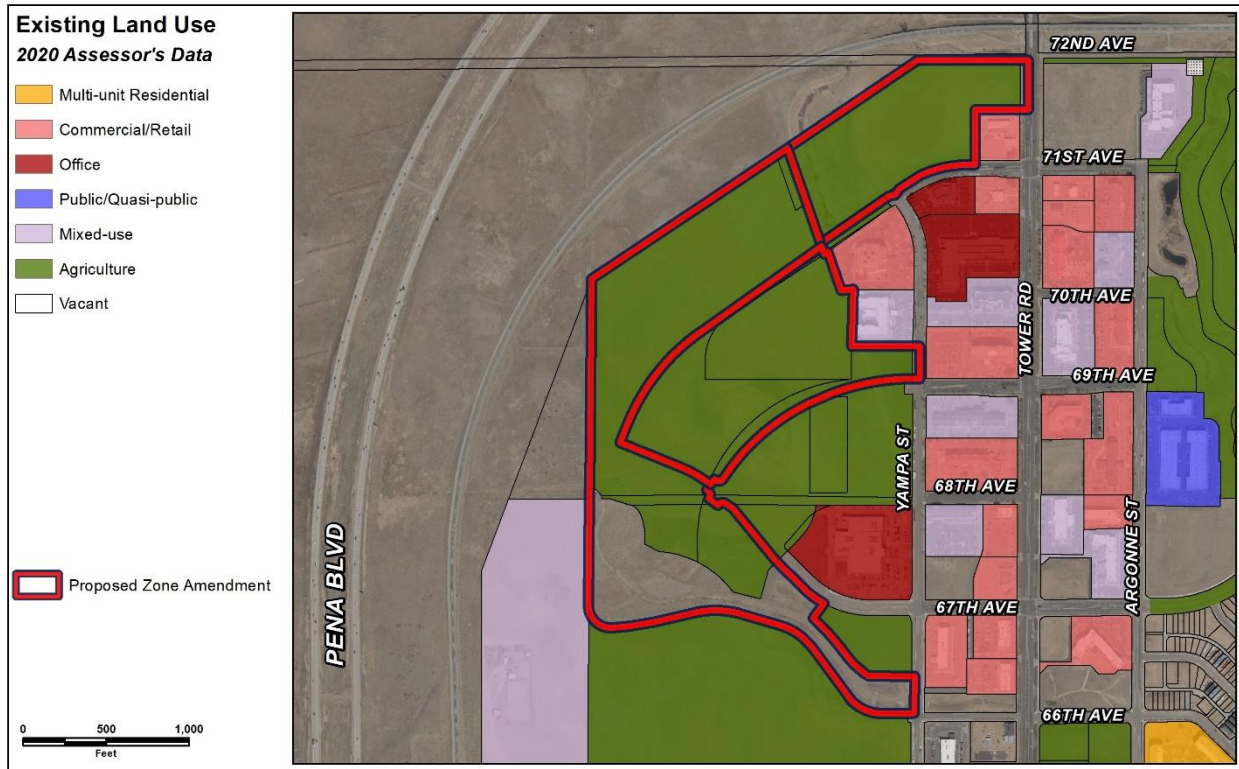 Existing Land Use
2020 Assessor's Data
Multi-unit Residential
Commercial/Retail
Office
Public/Quasi-public
Mixed-use
Agriculture
Vacant
Proposed Zone Amendment
0 500 1,000
Feet
72ND AVE
71ST AVE
70TH AVE
TOWER RD
69TH AVE
YAMPA ST
68TH AVE
ARGONNE ST
67TH AVE
PENA BLVD
66TH AVE